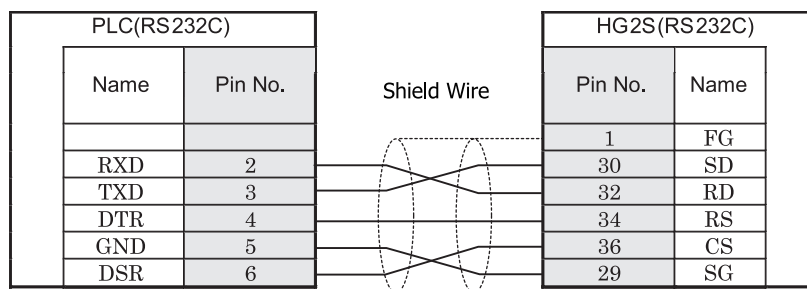 PLC(RS232C) HG2S(RS232C)
Name Pin No. Shield Wire Pin No. Name
1 FG
RXD 2 30 SD
TXD 3 32 RD
DTR 4 34 RS
GND 5 36 CS
DSR 6 29 SG